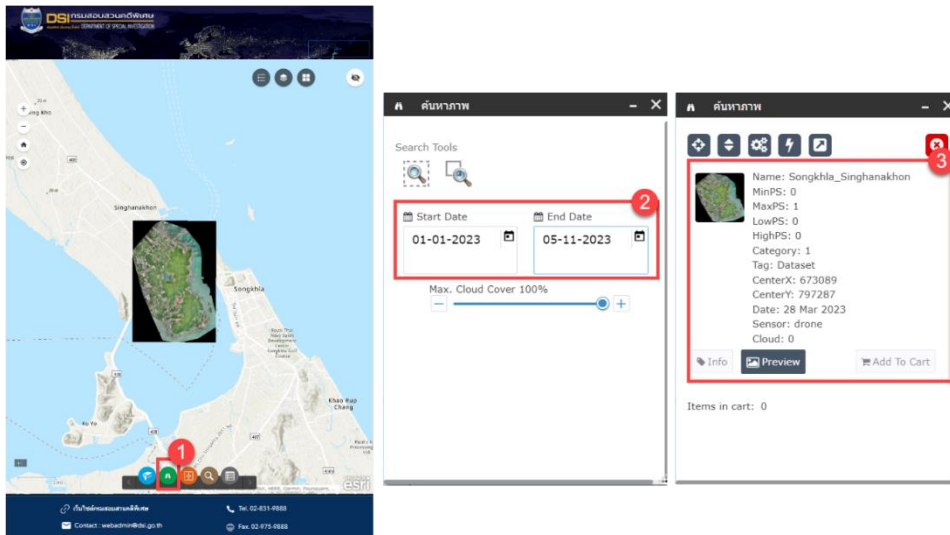 DSI กรมสอบสวนคดีพิเศษ
DEPARTMENT OF SPECIAL INVESTIGATION
Singhanakhon
Songkhla
Khao Rup
Chang
Ko Yo
408
407
1
esri
เว็บไซต์กรมสอบสวนคดีพิเศษ
Tel. 02-831-9888
Contact : webadmin@dsi.go.th
Fax. 02-975-9888
ค้นหาภาพ
Search Tools
2
Start Date
End Date
01-01-2023
05-11-2023
Max. Cloud Cover 100%
ค้นหาภาพ
3
Name: Songkhla_Singhanakhon
MinPS: 0
MaxPS: 1
LowPS: 0
HighPS: 0
Category: 1
Tag: Dataset
CenterX: 673089
CenterY: 797287
Date: 28 Mar 2023
Sensor: drone
Cloud: 0
Info
Preview
Add To Cart
Items in cart: 0